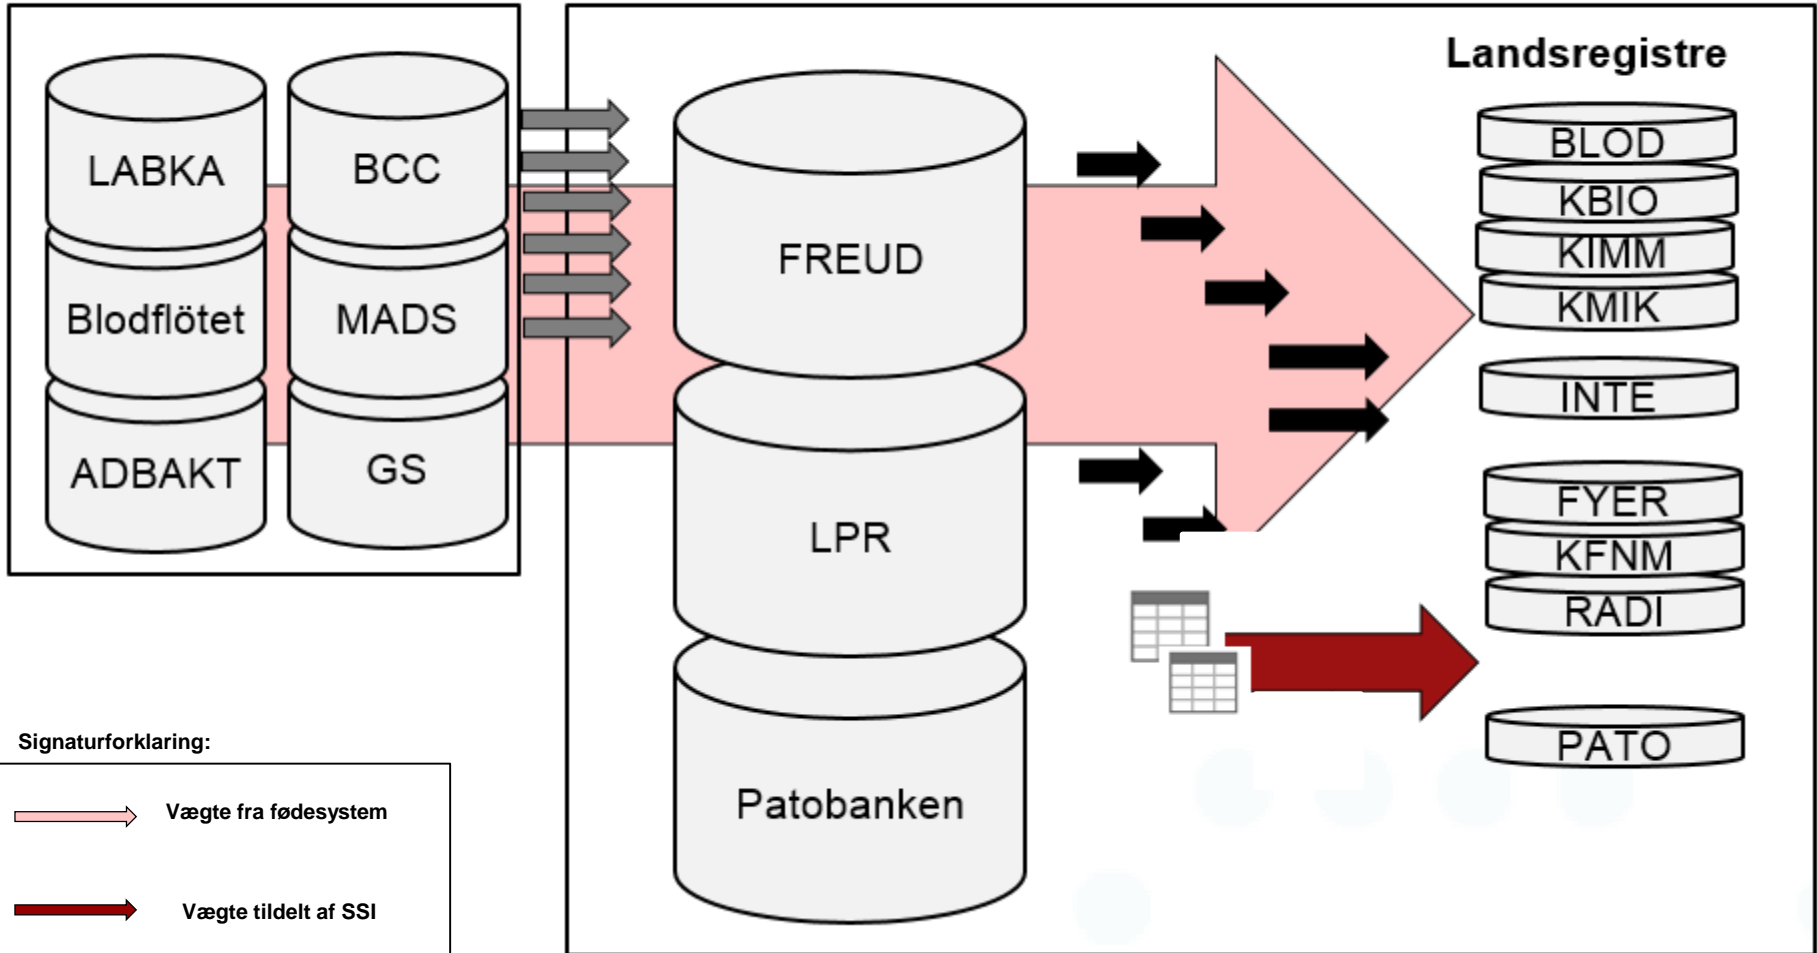 LABKA
BCC
Blodflötet
MADS
ADBAKT
GS
FREUD
LPR
Patobanken
Landsregistre
BLOD
KBIO
KIMM
KMIK
INTE
FYER
KFNM
RADI
PATO
Signaturforklaring:
Vægte fra fødesystem
Vægte tildelt af SSI